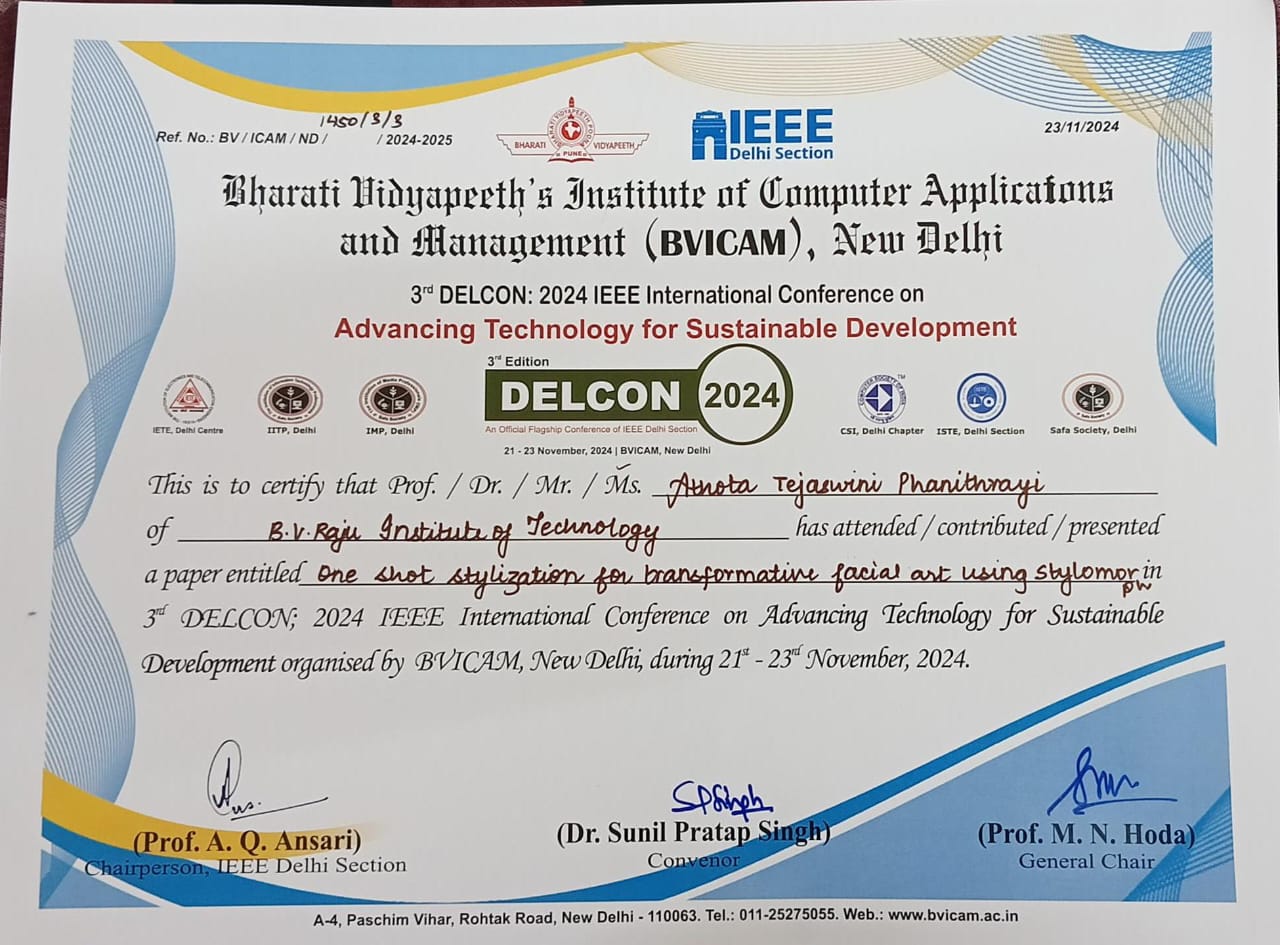 1450/3/3
Ref. No.: BV / ICAM / ND / / 2024-2025
BHARATI VIDYAPEETH
PUNE
IEEE
Delhi Section
23/11/2024
Bharati Vidyapeeth's Institute of Computer Applicatons
and Management (BVICAM), New Delhi
3rd DELCON: 2024 IEEE International Conference on
Advancing Technology for Sustainable Development
3rd Edition
DELCON 2024
An Official Flagship Conference of IEEE Delhi Section
21 - 23 November, 2024 | BVICAM, New Delhi
IETE, Delhi Centre
IITP, Delhi
IMP, Delhi
CSI, Delhi Chapter
ISTE, Delhi Section
Safa Society, Delhi
This is to certify that Prof. / Dr. / Mr. / Ms. Tejaswini Phanithrayi
of B.V.Raju Institute of Technology has attended / contributed / presented
a paper entitled One shot stylization for transformative facial art using Stylomorph in
3rd DELCON; 2024 IEEE International Conference on Advancing Technology for Sustainable
Development organised by BVICAM, New Delhi, during 21st - 23rd November, 2024.
(Prof. A. Q. Ansari)
Chairperson, IEEE Delhi Section
(Dr. Sunil Pratap Singh)
Convenor
(Prof. M. N. Hoda)
General Chair
A-4, Paschim Vihar, Rohtak Road, New Delhi - 110063. Tel.: 011-25275055. Web.: www.bvicam.ac.in